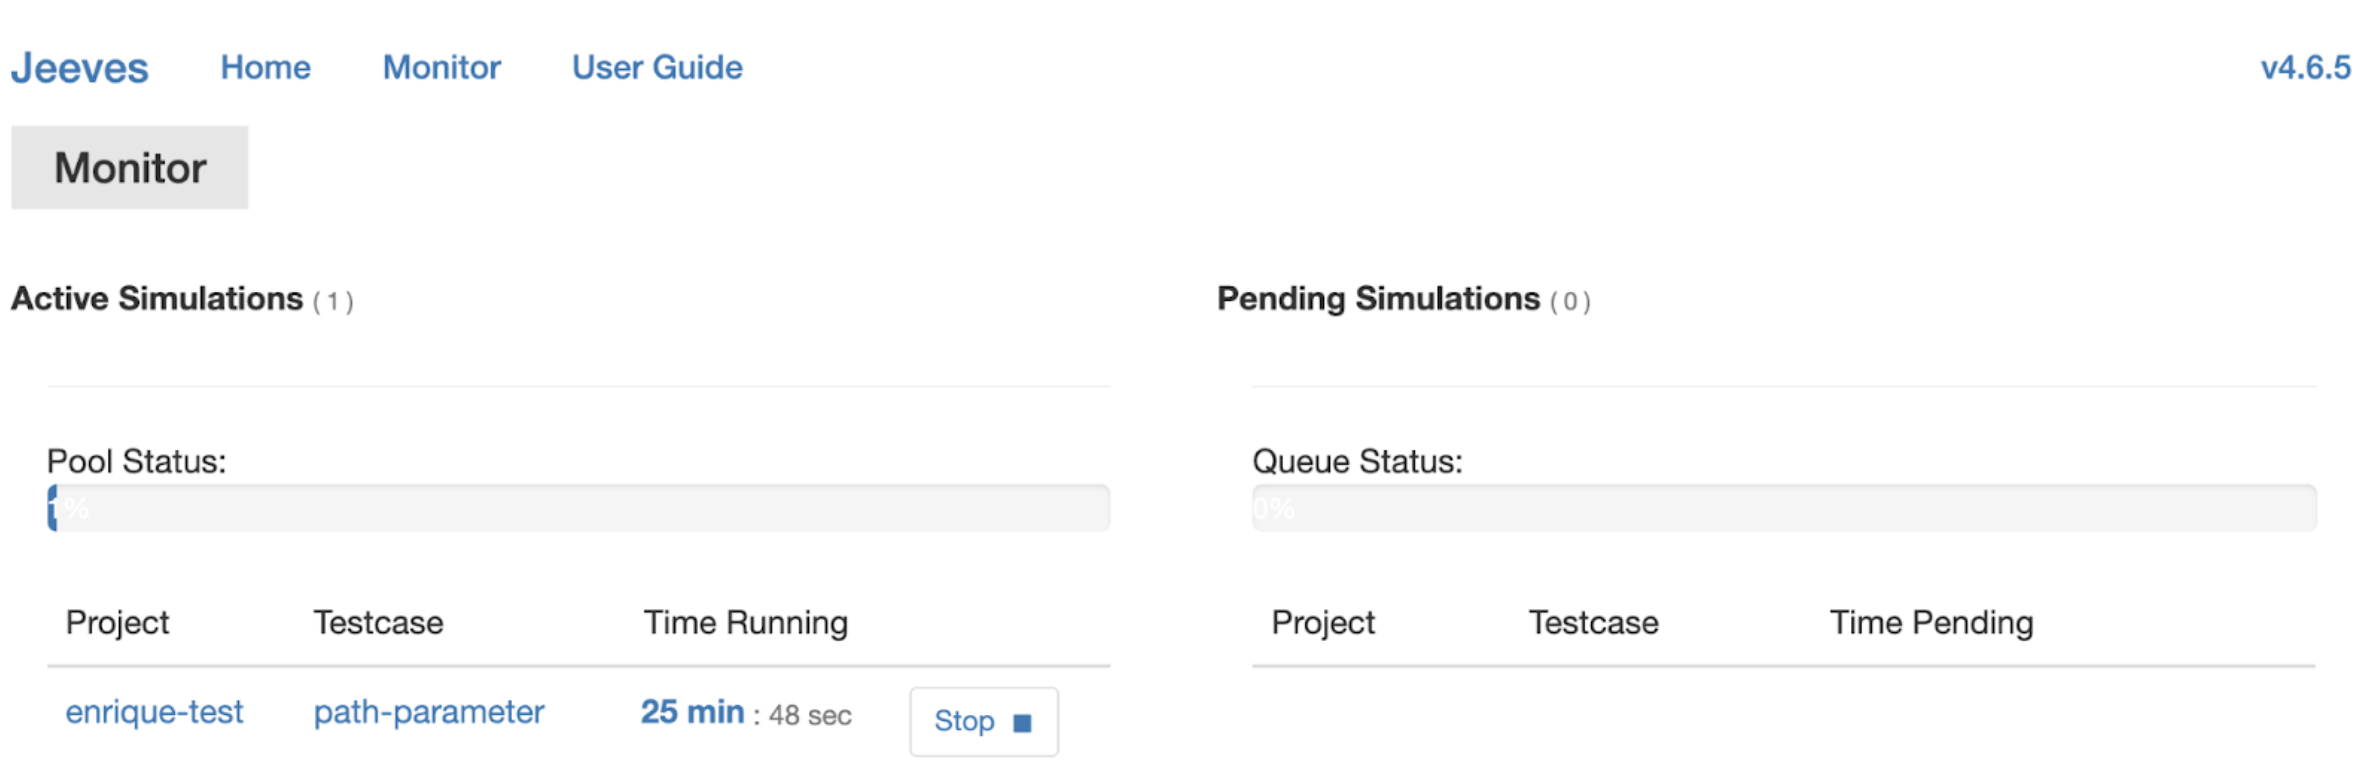 Jeeves Home Monitor User Guide v4.6.5
Monitor
Active Simulations ( 1 )
Pending Simulations ( 0 )
Pool Status:
1%
Queue Status:
0%
Project Testcase Time Running
enrique-test path-parameter 25 min : 48 sec Stop
Project Testcase Time Pending